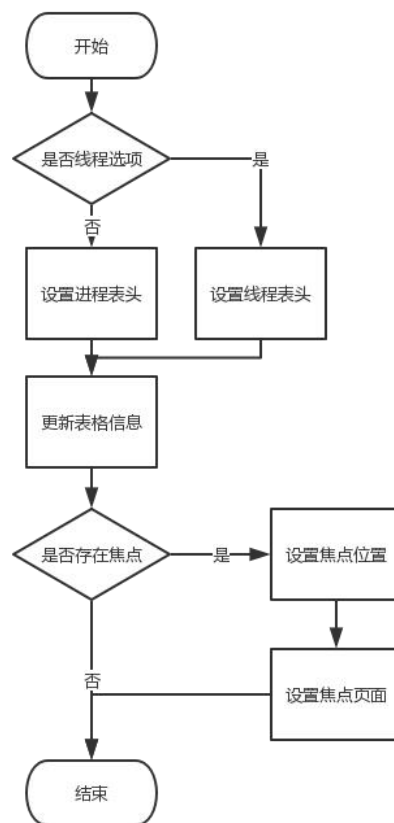 开始
是否线程选项
是
否
设置进程表头
设置线程表头
更新表格信息
是否存在焦点
是
设置焦点位置
否
设置焦点页面
结束